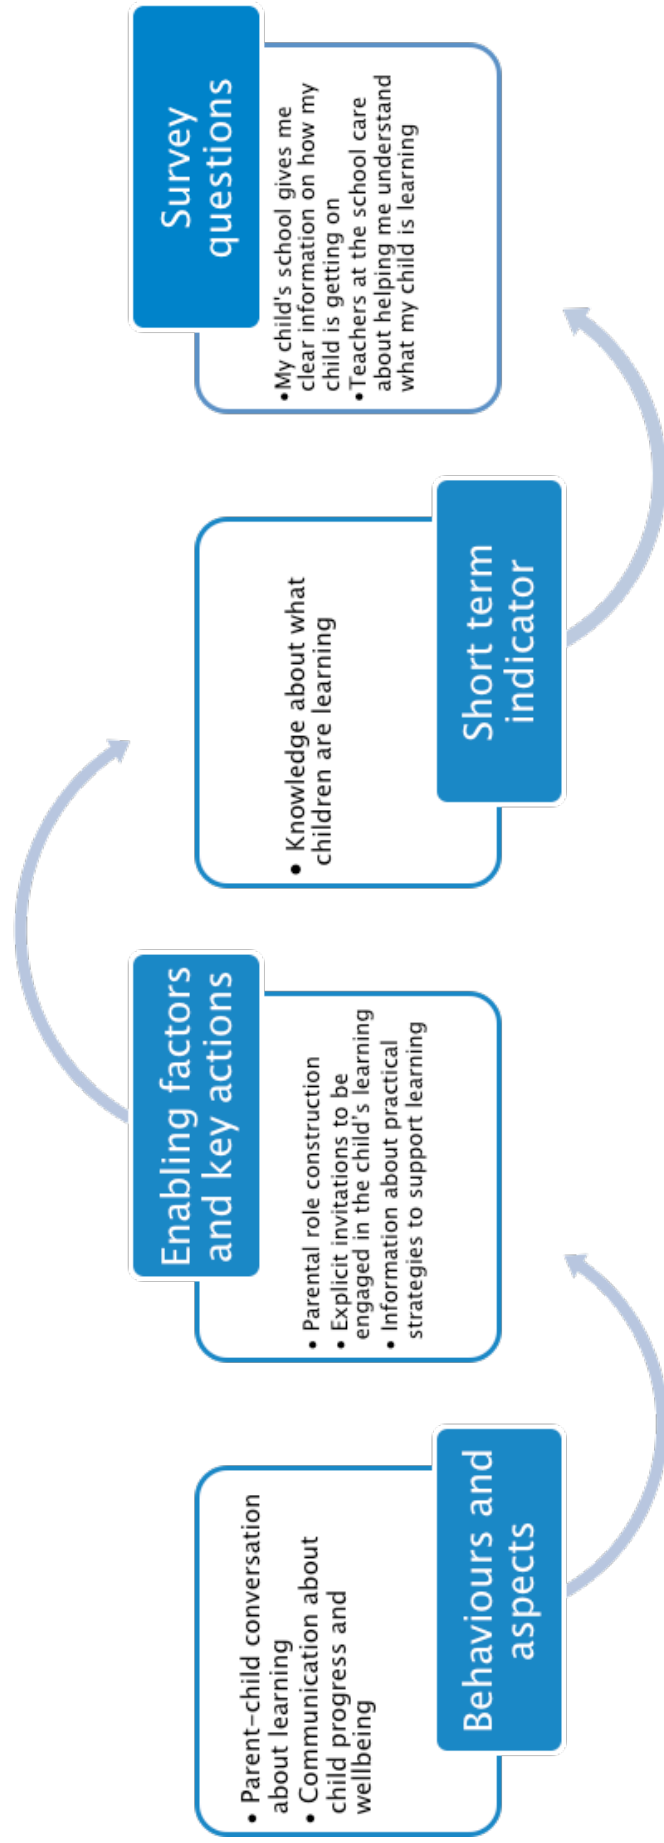 • Parent-child conversation
about learning
• Communication about
child progress and
wellbeing
Behaviours and
aspects
Enabling factors
and key actions
• Parental role construction
• Explicit invitations to be
engaged in the child's learning
• Information about practical
strategies to support learning
• Knowledge about what
children are learning
Short term
indicator
Survey
questions
•My child's school gives me
clear information on how my
child is getting on
•Teachers at the school care
about helping me understand
what my child is learning